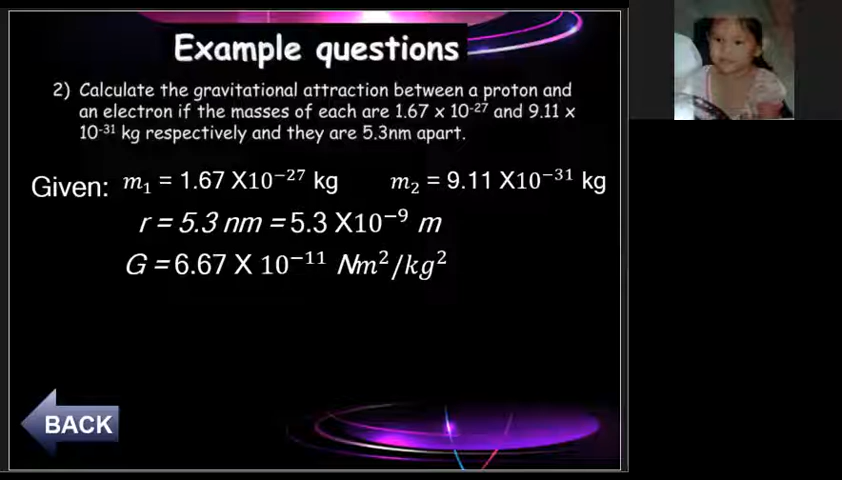 Example questions
2) Calculate the gravitational attraction between a proton and
an electron if the masses of each are 1.67 x 10⁻²⁷ and 9.11 x
10⁻³¹ kg respectively and they are 5.3nm apart.
Given: m₁ = 1.67 X10⁻²⁷ kg m₂ = 9.11 X10⁻³¹ kg
r = 5.3 nm = 5.3 X10⁻⁹ m
G = 6.67 X 10⁻¹¹ Nm²/kg²
BACK